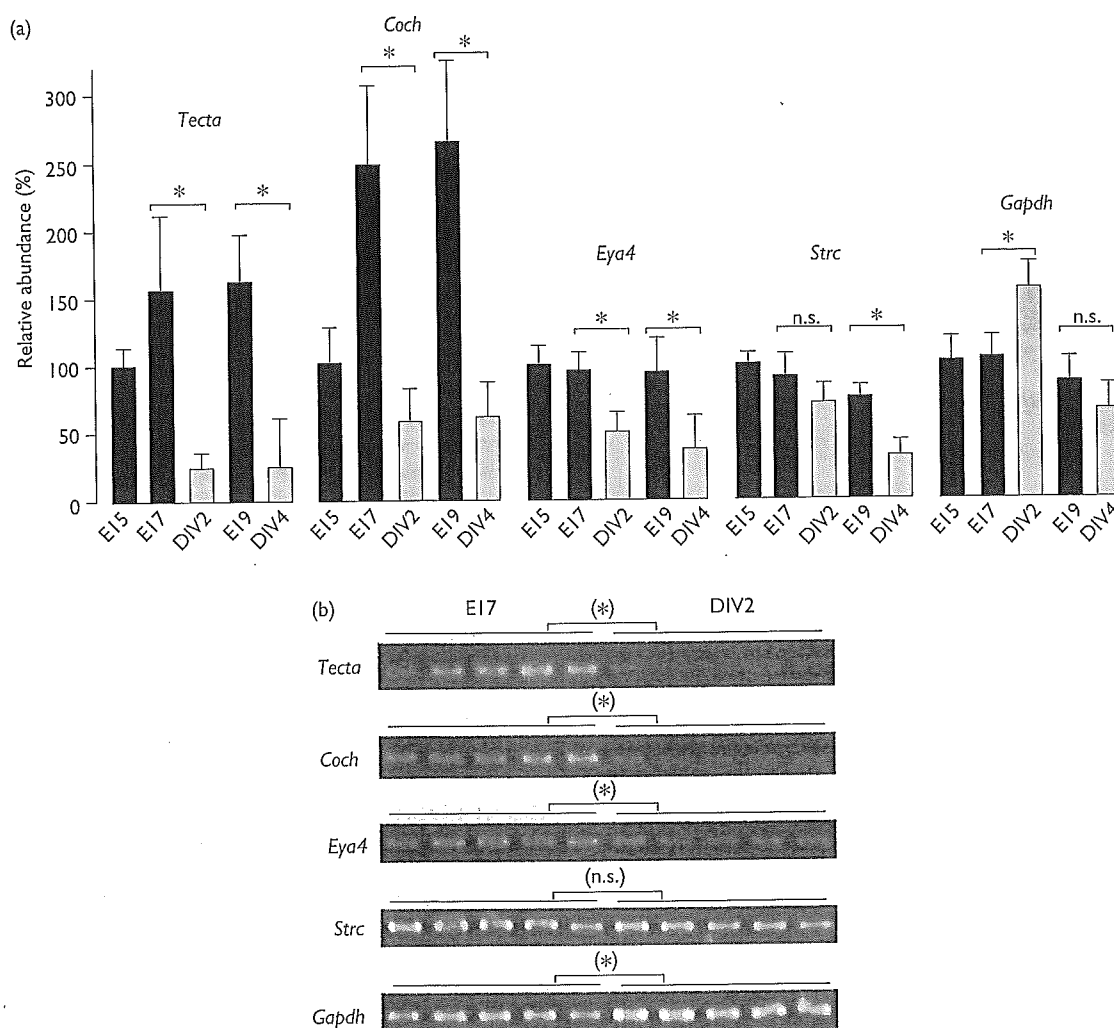 (a)
Coch
* *
Tecta
* *
Eya4
* *
Strc
n.s. *
Gapdh
* n.s.
Relative abundance (%)
300
250
200
150
100
50
0
E15 E17 DIV2 E19 DIV4
E15 E17 DIV2 E19 DIV4
E15 E17 DIV2 E19 DIV4
E15 E17 DIV2 E19 DIV4
E15 E17 DIV2 E19 DIV4
(b)
E17 (*) DIV2
Tecta
(*)
Coch
(*)
Eya4
(n.s.)
Strc
(*)
Gapdh